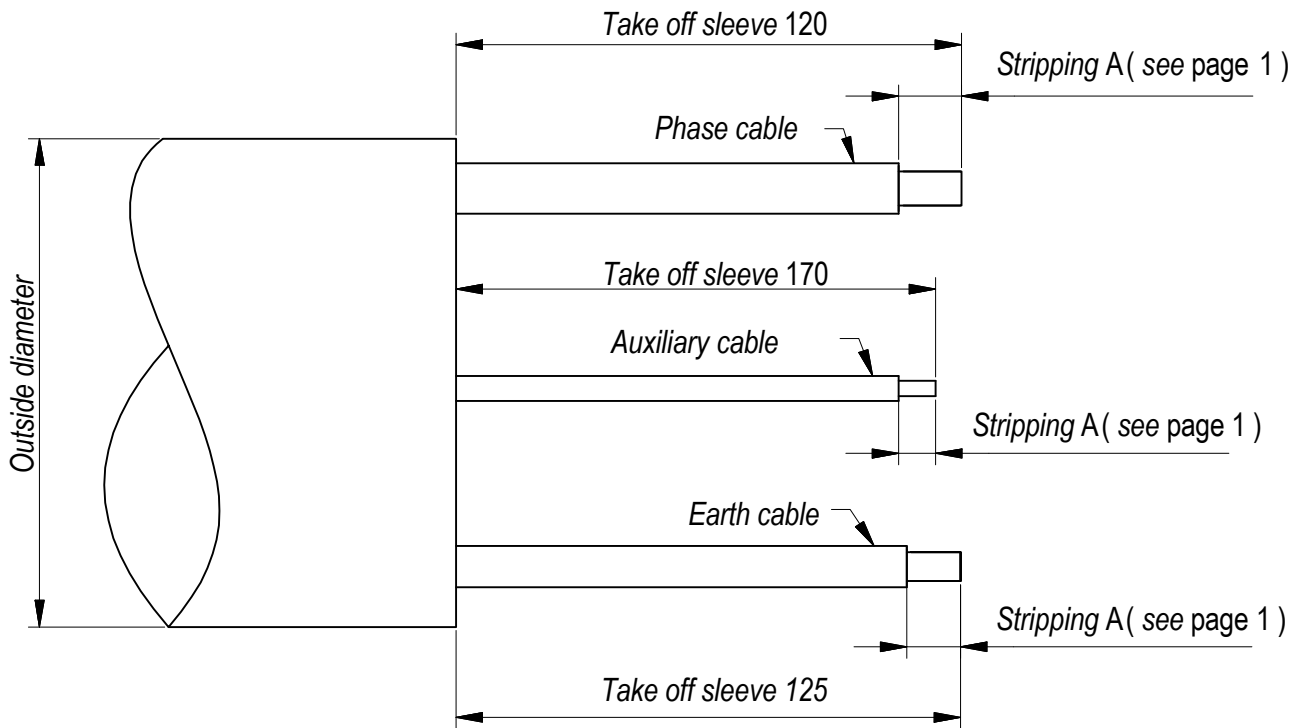 Take off sleeve 120
Stripping A( see page 1 )
Phase cable
Take off sleeve 170
Auxiliary cable
Outside diameter
Stripping A( see page 1 )
Earth cable
Stripping A( see page 1 )
Take off sleeve 125